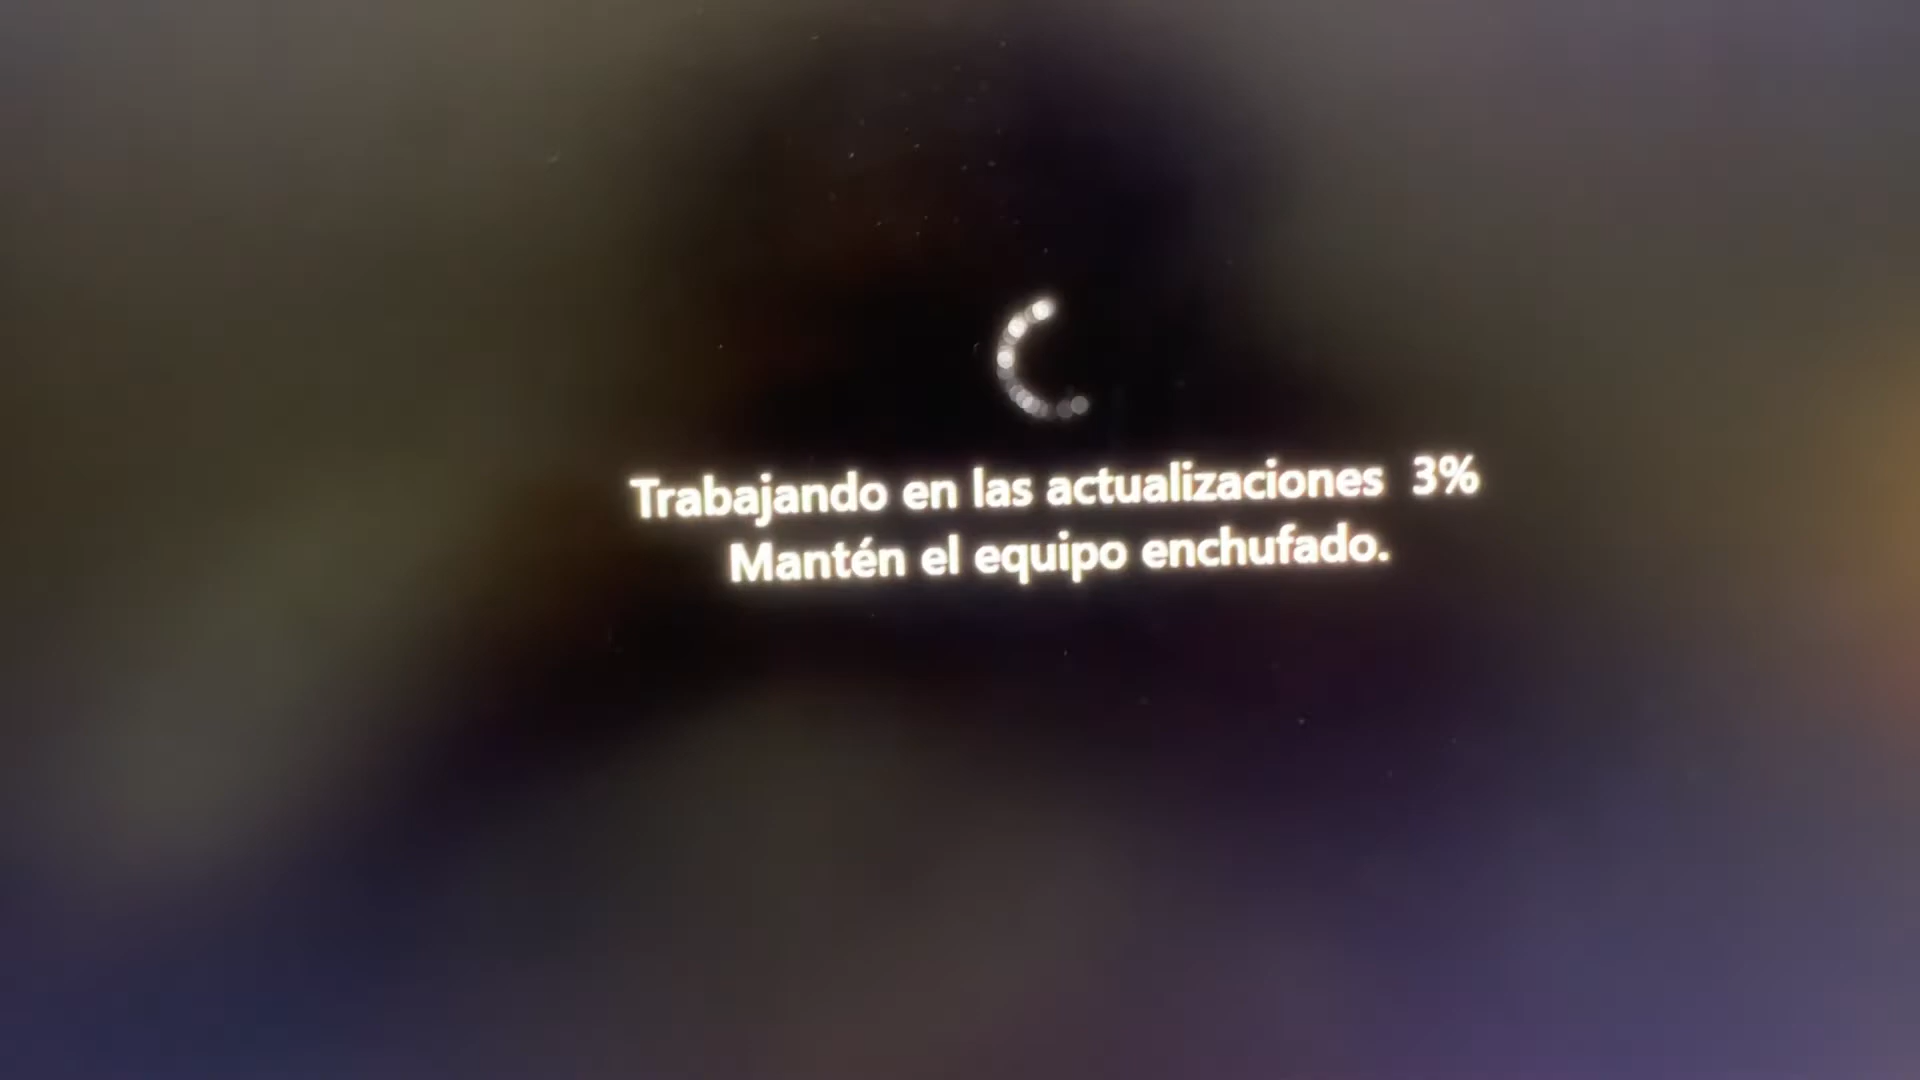 Trabajando en las actualizaciones 3%
Mantén el equipo enchufado.